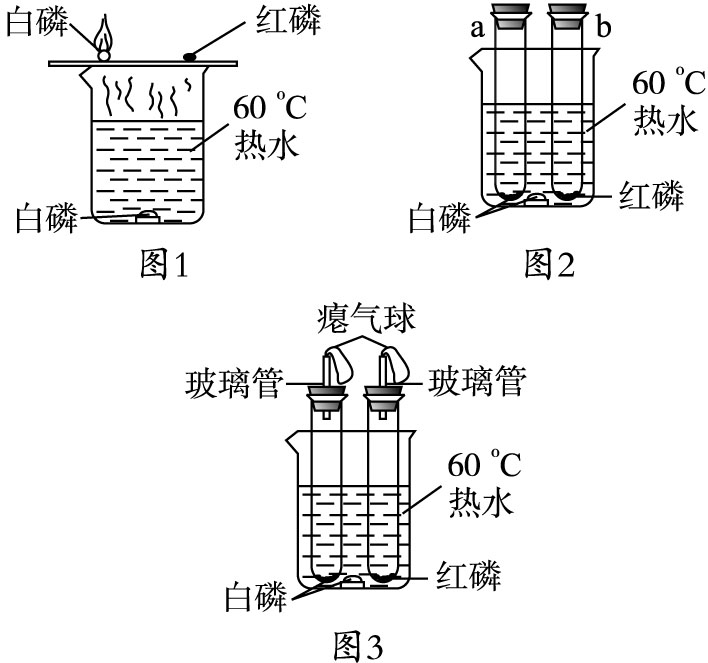 白磷
红磷
60 ℃
热水
白磷
图1
a
b
60 ℃
热水
白磷
红磷
图2
瘪气球
玻璃管
玻璃管
60 ℃
热水
白磷
红磷
图3